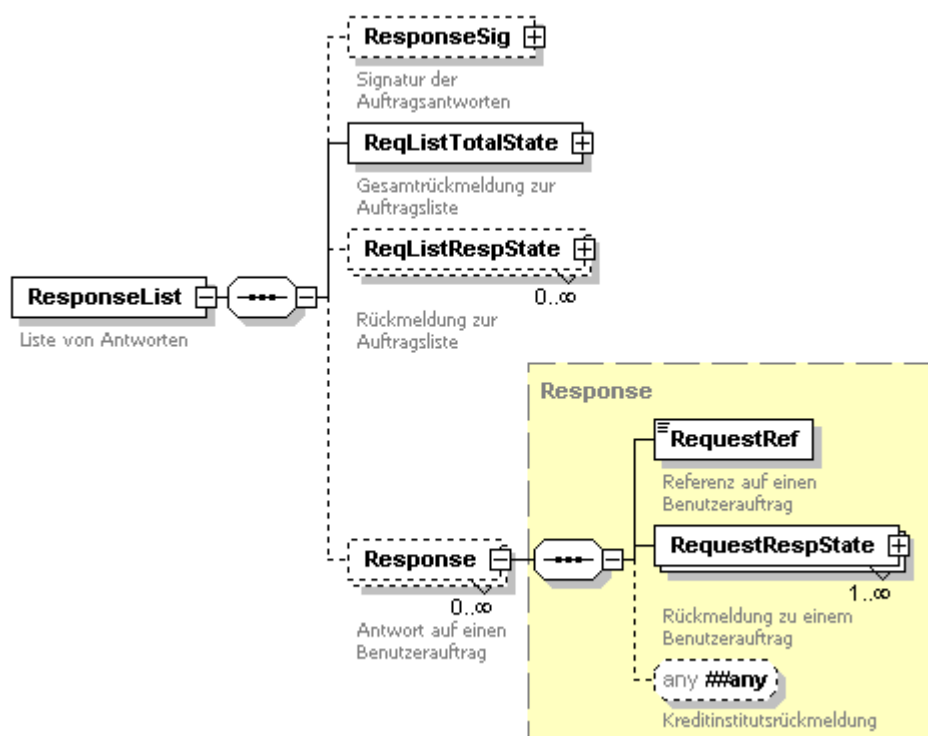 ResponseSig
Signatur der
Auftragsantworten
ReqListTotalState
Gesamtrückmeldung zur
Auftragsliste
ReqListRespState
0..∞
Rückmeldung zur
Auftragsliste
ResponseList
Liste von Antworten
Response
0..∞
Antwort auf einen
Benutzerauftrag
Response
RequestRef
Referenz auf einen
Benutzerauftrag
RequestRespState
1..∞
Rückmeldung zu einem
Benutzerauftrag
any ##any
Kreditinstitutsrückmeldung